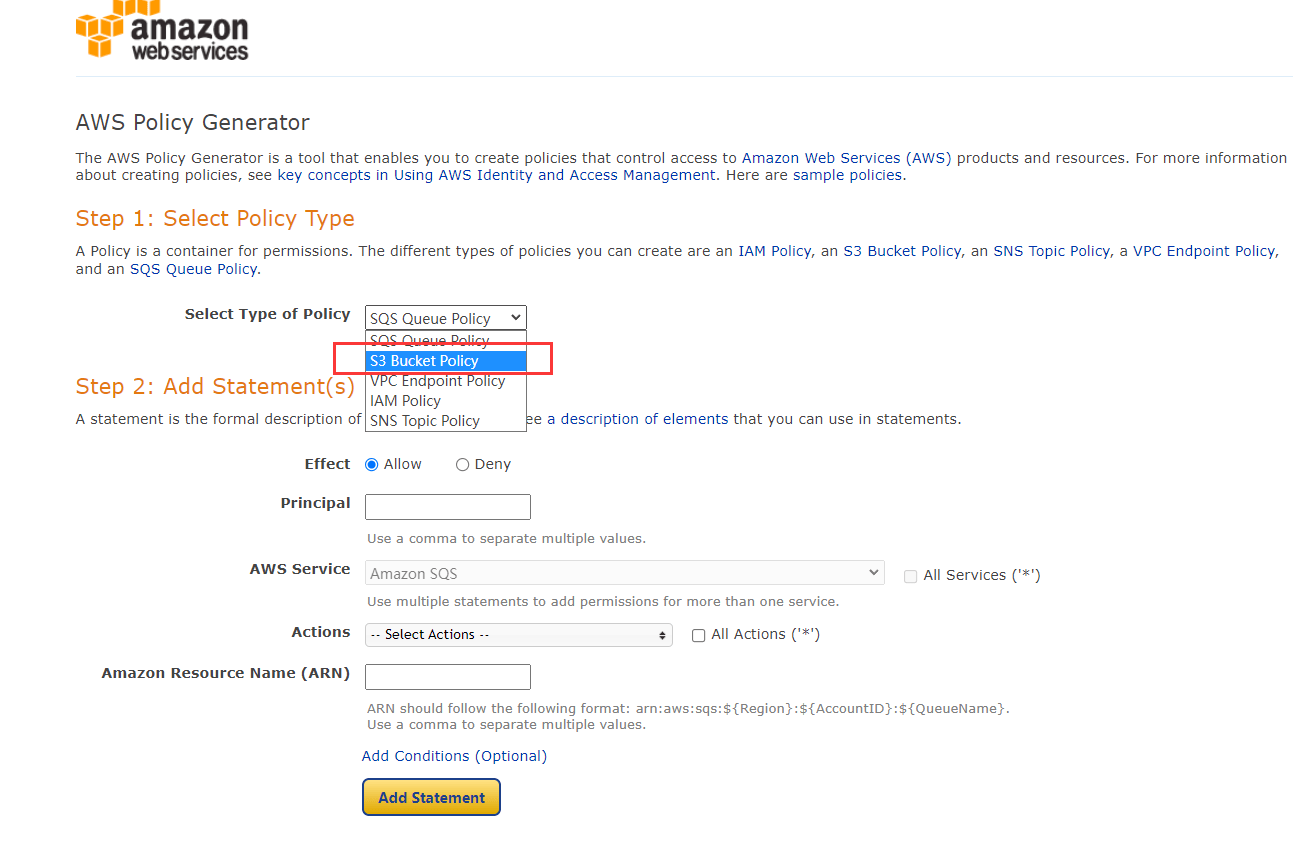 amazon
webservices
AWS Policy Generator
The AWS Policy Generator is a tool that enables you to create policies that control access to Amazon Web Services (AWS) products and resources. For more information
about creating policies, see key concepts in Using AWS Identity and Access Management. Here are sample policies.
Step 1: Select Policy Type
A Policy is a container for permissions. The different types of policies you can create are an IAM Policy, an S3 Bucket Policy, an SNS Topic Policy, a VPC Endpoint Policy,
and an SQS Queue Policy.
Select Type of Policy SQS Queue Policy
SQS Queue Policy
S3 Bucket Policy
VPC Endpoint Policy
IAM Policy
SNS Topic Policy
Step 2: Add Statement(s)
A statement is the formal description of ee a description of elements that you can use in statements.
Effect Allow Deny
Principal
Use a comma to separate multiple values.
AWS Service Amazon SQS All Services ('*')
Use multiple statements to add permissions for more than one service.
Actions -- Select Actions -- All Actions ('*')
Amazon Resource Name (ARN)
ARN should follow the following format: arn:aws:sqs:${Region}:${AccountID}:${QueueName}.
Use a comma to separate multiple values.
Add Conditions (Optional)
Add Statement